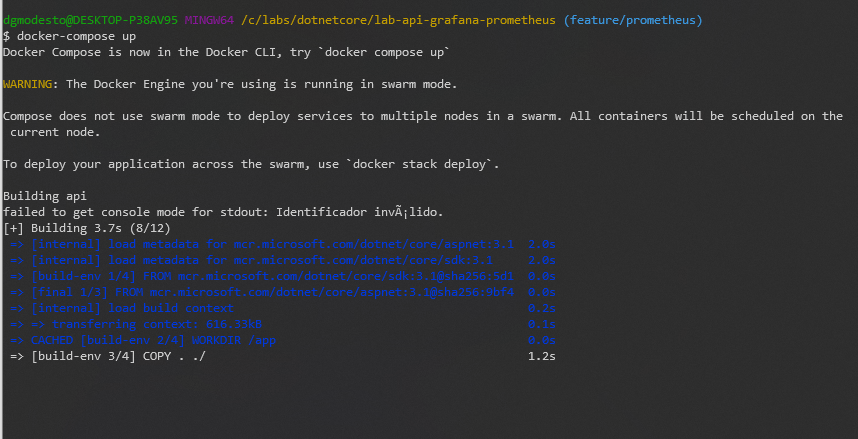 dgmodesto@DESKTOP-P38AV95 MINGW64 /c/labs/dotnetcore/lab-api-grafana-prometheus (feature/prometheus)
$ docker-compose up
Docker Compose is now in the Docker CLI, try `docker compose up`
WARNING: The Docker Engine you're using is running in swarm mode.
Compose does not use swarm mode to deploy services to multiple nodes in a swarm. All containers will be scheduled on the
current node.
To deploy your application across the swarm, use `docker stack deploy`.
Building api
failed to get console mode for stdout: Identificador invÃ¡lido.
[+] Building 3.7s (8/12)
=> [internal] load metadata for mcr.microsoft.com/dotnet/core/aspnet:3.1 2.0s
=> [internal] load metadata for mcr.microsoft.com/dotnet/core/sdk:3.1 2.0s
=> [build-env 1/4] FROM mcr.microsoft.com/dotnet/core/sdk:3.1@sha256:5d1 0.0s
=> [final 1/3] FROM mcr.microsoft.com/dotnet/core/aspnet:3.1@sha256:9bf4 0.0s
=> [internal] load build context 0.2s
=> => transferring context: 616.33kB 0.1s
=> CACHED [build-env 2/4] WORKDIR /app 0.0s
=> [build-env 3/4] COPY . ./ 1.2s